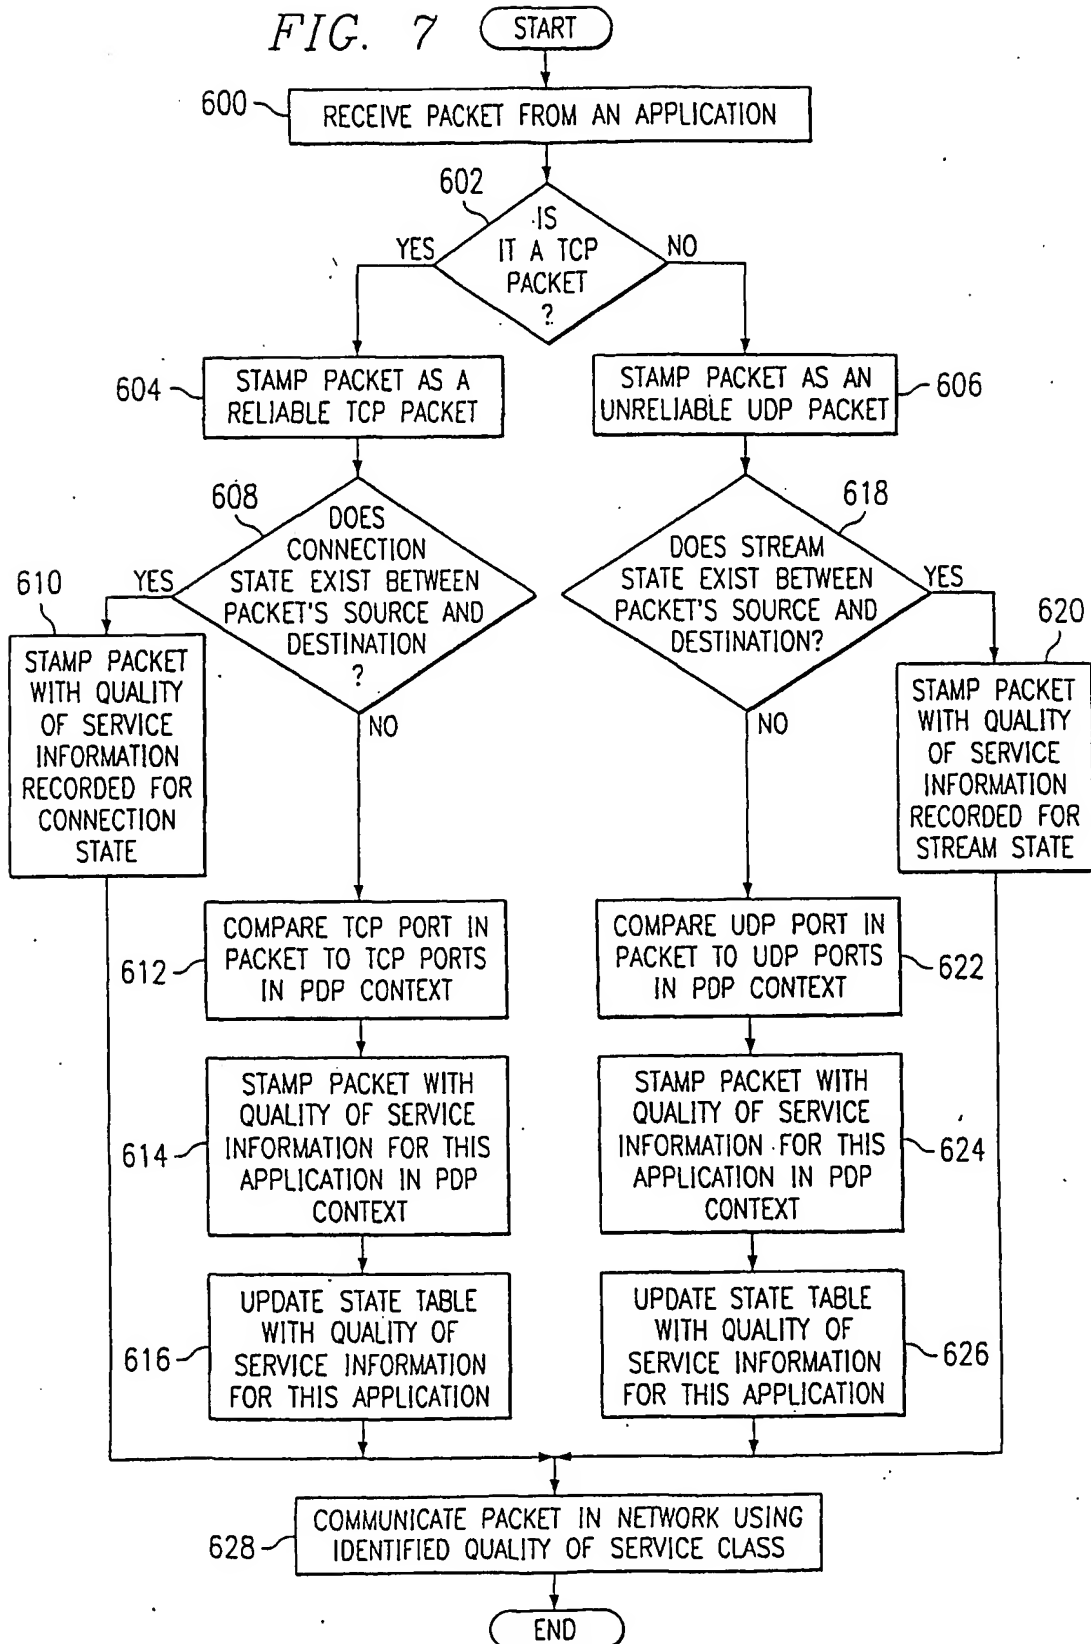 FIG. 7
START
600
RECEIVE PACKET FROM AN APPLICATION
602
IS
IT A TCP
PACKET
?
YES
NO
604
STAMP PACKET AS A
RELIABLE TCP PACKET
STAMP PACKET AS AN
UNRELIABLE UDP PACKET
606
608
DOES
CONNECTION
STATE EXIST BETWEEN
PACKET'S SOURCE AND
DESTINATION
?
YES
NO
618
DOES STREAM
STATE EXIST BETWEEN
PACKET'S SOURCE AND
DESTINATION?
YES
NO
610
STAMP PACKET
WITH QUALITY
OF SERVICE
INFORMATION
RECORDED FOR
CONNECTION
STATE
620
STAMP PACKET
WITH QUALITY
OF SERVICE
INFORMATION
RECORDED FOR
STREAM STATE
612
COMPARE TCP PORT IN
PACKET TO TCP PORTS
IN PDP CONTEXT
COMPARE UDP PORT IN
PACKET TO UDP PORTS
IN PDP CONTEXT
622
614
STAMP PACKET WITH
QUALITY OF SERVICE
INFORMATION FOR THIS
APPLICATION IN PDP
CONTEXT
STAMP PACKET WITH
QUALITY OF SERVICE
INFORMATION FOR THIS
APPLICATION IN PDP
CONTEXT
624
616
UPDATE STATE TABLE
WITH QUALITY OF
SERVICE INFORMATION
FOR THIS APPLICATION
UPDATE STATE TABLE
WITH QUALITY OF
SERVICE INFORMATION
FOR THIS APPLICATION
626
628
COMMUNICATE PACKET IN NETWORK USING
IDENTIFIED QUALITY OF SERVICE CLASS
END